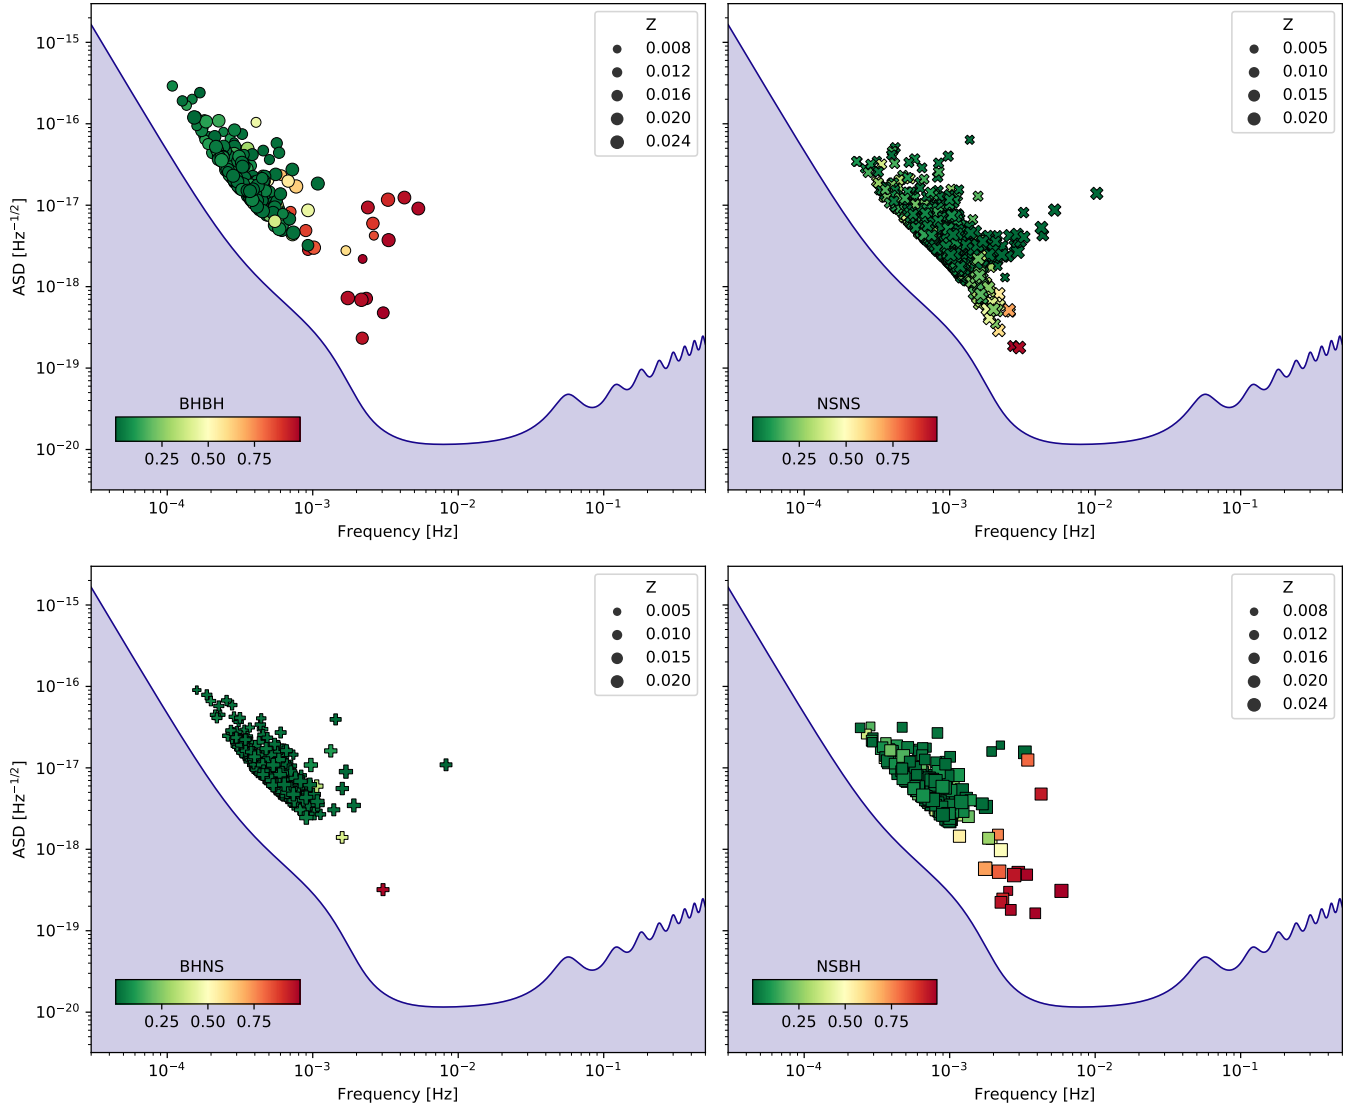 10⁻¹⁵
10⁻¹⁶
10⁻¹⁷
10⁻¹⁸
10⁻¹⁹
10⁻²⁰
ASD [Hz⁻¹ᐟ²]
Z
0.008
0.012
0.016
0.020
0.024
BHBH
0.25 0.50 0.75
10⁻⁴ 10⁻³ 10⁻² 10⁻¹
Frequency [Hz]
Z
0.005
0.010
0.015
0.020
NSNS
0.25 0.50 0.75
10⁻⁴ 10⁻³ 10⁻² 10⁻¹
Frequency [Hz]
10⁻¹⁵
10⁻¹⁶
10⁻¹⁷
10⁻¹⁸
10⁻¹⁹
10⁻²⁰
ASD [Hz⁻¹ᐟ²]
Z
0.005
0.010
0.015
0.020
BHNS
0.25 0.50 0.75
10⁻⁴ 10⁻³ 10⁻² 10⁻¹
Frequency [Hz]
Z
0.008
0.012
0.016
0.020
0.024
NSBH
0.25 0.50 0.75
10⁻⁴ 10⁻³ 10⁻² 10⁻¹
Frequency [Hz]